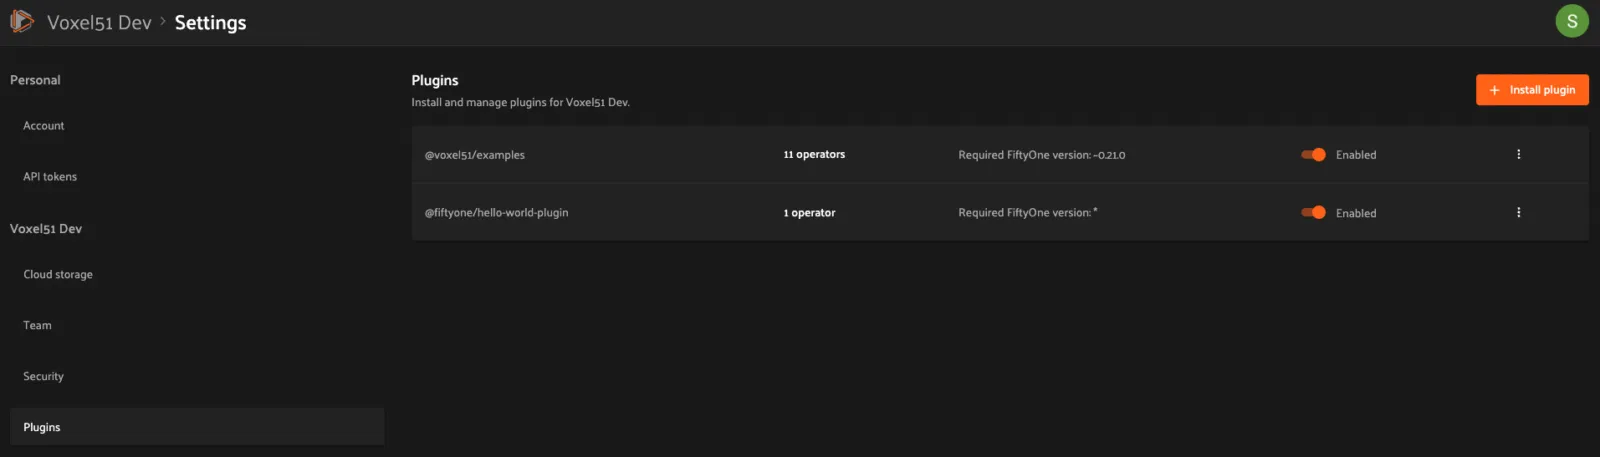 Voxel51 Dev > Settings
S
Personal
Account
API tokens
Voxel51 Dev
Cloud storage
Team
Security
Plugins
Plugins
Install and manage plugins for Voxel51 Dev.
+ Install plugin
@voxel51/examples 11 operators Required FiftyOne version: ~0.21.0 Enabled
@fiftyone/hello-world-plugin 1 operator Required FiftyOne version: * Enabled